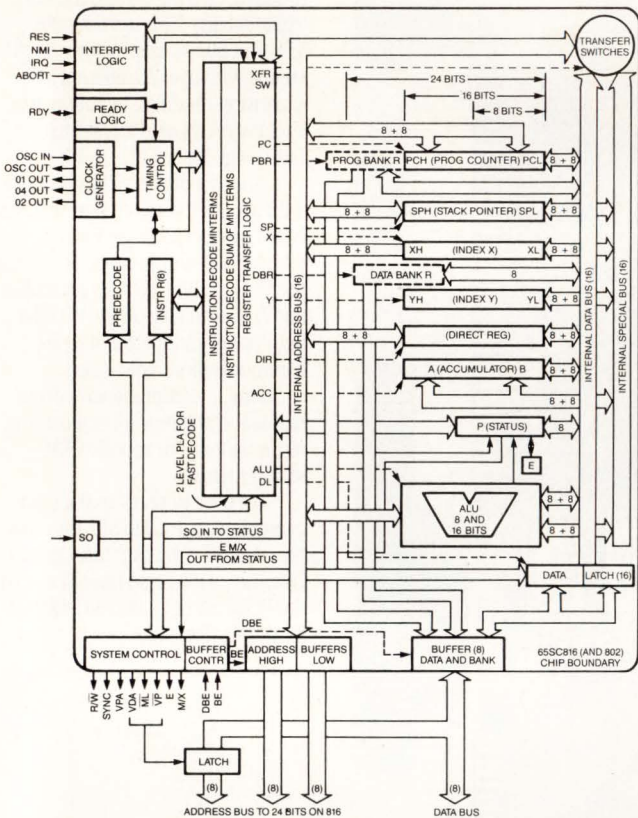 RES
NMI
IRQ
ABORT
INTERRUPT
LOGIC
RDY
READY
LOGIC
OSC IN
OSC OUT
01 OUT
04 OUT
02 OUT
CLOCK
GENERATOR
TIMING
CONTROL
PREDECODE
INSTR R(8)
INSTRUCTION DECODE MINTERMS
INSTRUCTION DECODE SUM OF MINTERMS
REGISTER TRANSFER LOGIC
2 LEVEL PLA FOR
FAST DECODE
XFR
SW
PC
PBR
SP
X
DBR
Y
DIR
ACC
ALU
DL
INTERNAL ADDRESS BUS (16)
TRANSFER
SWITCHES
24 BITS
16 BITS
8 BITS
8 + 8
PROG BANK R
PCH (PROG COUNTER) PCL
8 + 8
8 + 8
SPH (STACK POINTER) SPL
8 + 8
8 + 8
XH (INDEX X) XL
8 + 8
DATA BANK R
8
YH (INDEX Y) YL
8 + 8
8 + 8
(DIRECT REG)
8 + 8
A (ACCUMULATOR) B
8 + 8
8 + 8
P (STATUS)
8
E
ALU
8 AND
16 BITS
8 + 8
8 + 8
INTERNAL DATA BUS (16)
INTERNAL SPECIAL BUS
SO
SO IN TO STATUS
E M/X
OUT FROM STATUS
DATA
LATCH (16)
DBE
SYSTEM CONTROL
BUFFER
CONTR
BE
ADDRESS
HIGH
BUFFERS
LOW
BUFFER (8)
DATA AND BANK
65SC816 (AND 802)
CHIP BOUNDARY
R/W
SYNC
VPA
VDA
ML
VP
E
M/X
DBE
BE
LATCH
(8)
(8)
(8)
(8)
ADDRESS BUS TO 24 BITS ON 816
DATA BUS